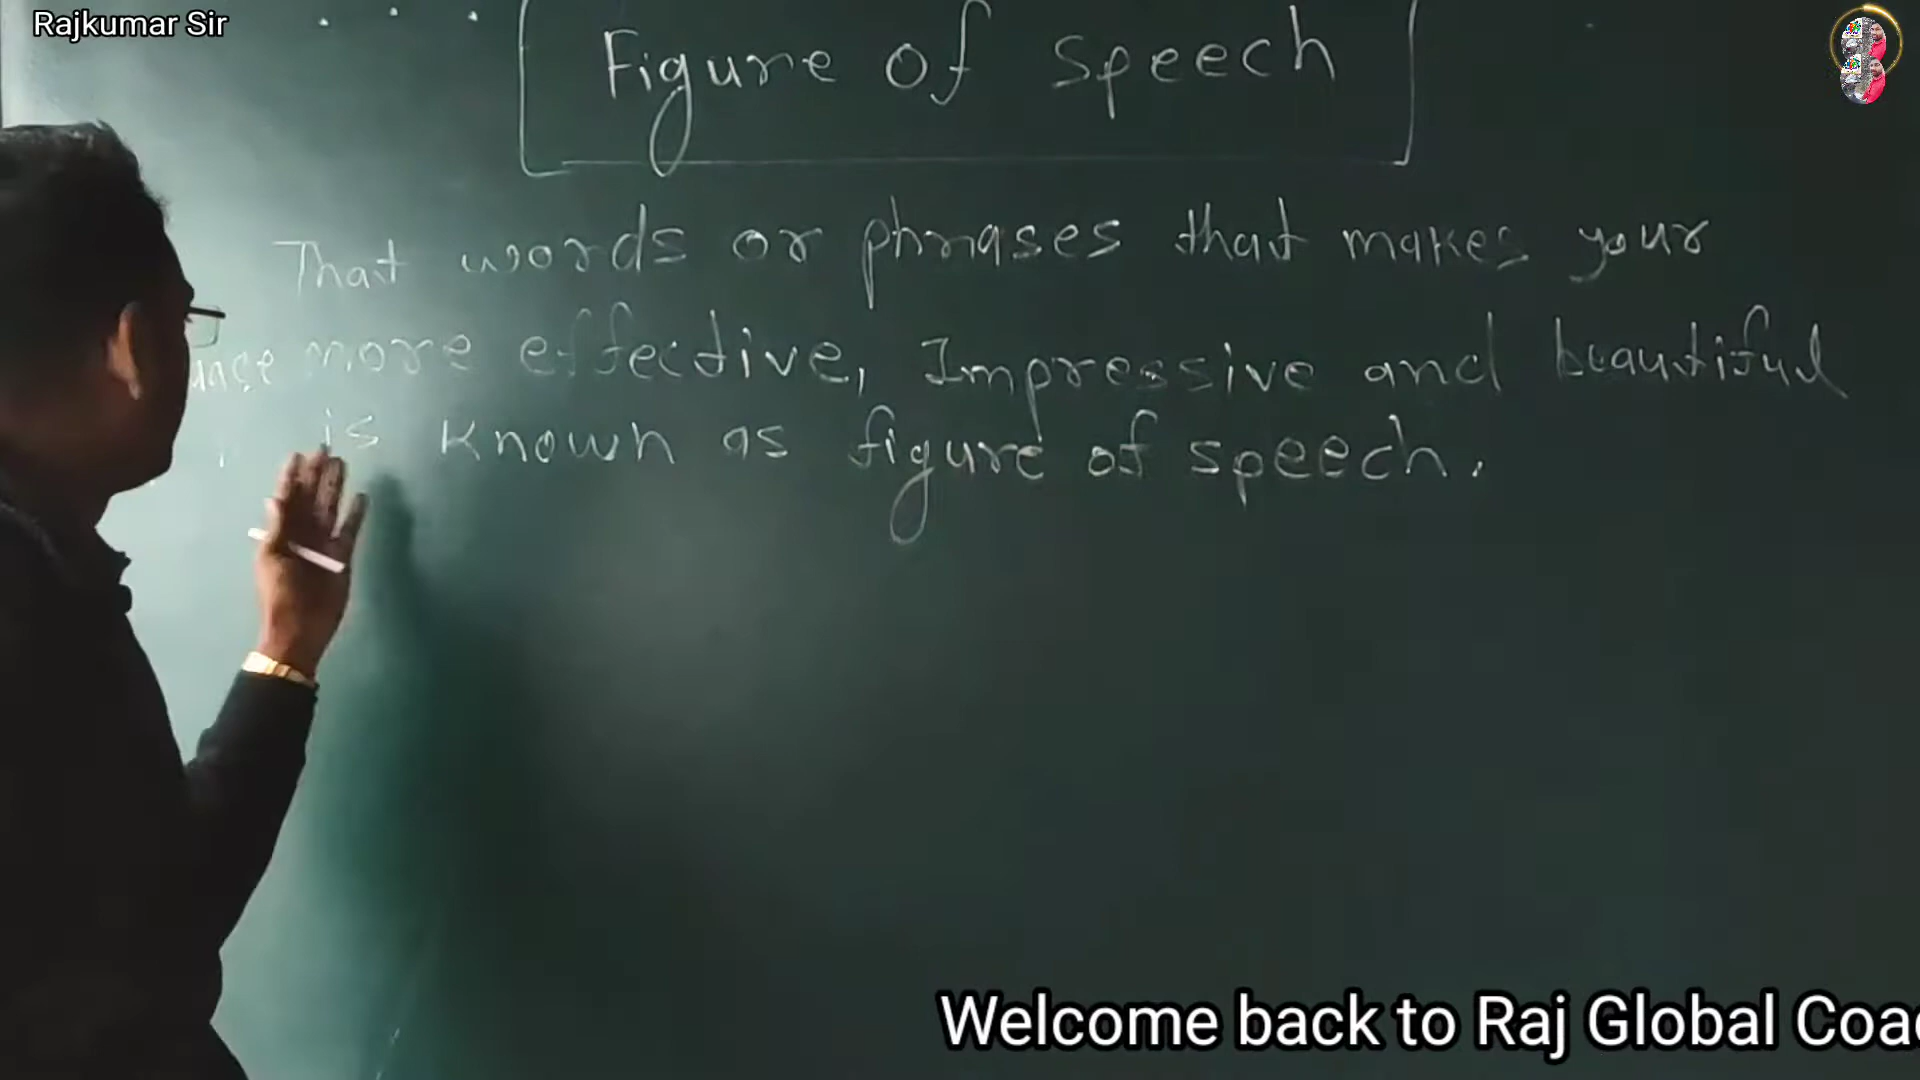 Rajkumar Sir
Figure of speech
That words or phrases that makes your
more effective, Impressive and beautiful
is known as figure of speech.
Welcome back to Raj Global